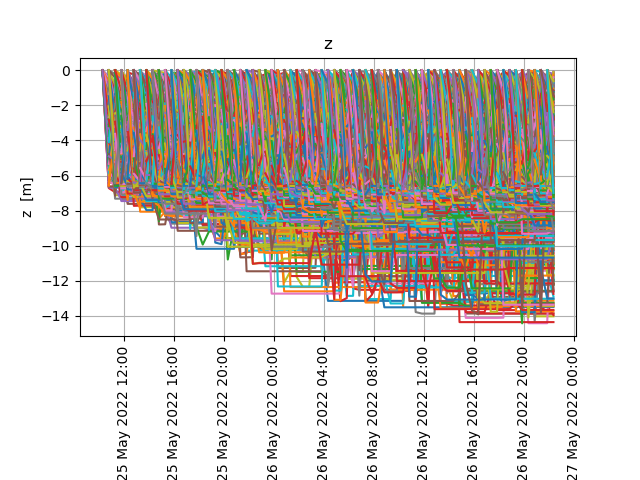 z
0
−2
−4
−6
−8
−10
−12
−14
z [m]
25 May 2022 12:00
25 May 2022 16:00
25 May 2022 20:00
26 May 2022 00:00
26 May 2022 04:00
26 May 2022 08:00
26 May 2022 12:00
26 May 2022 16:00
26 May 2022 20:00
27 May 2022 00:00